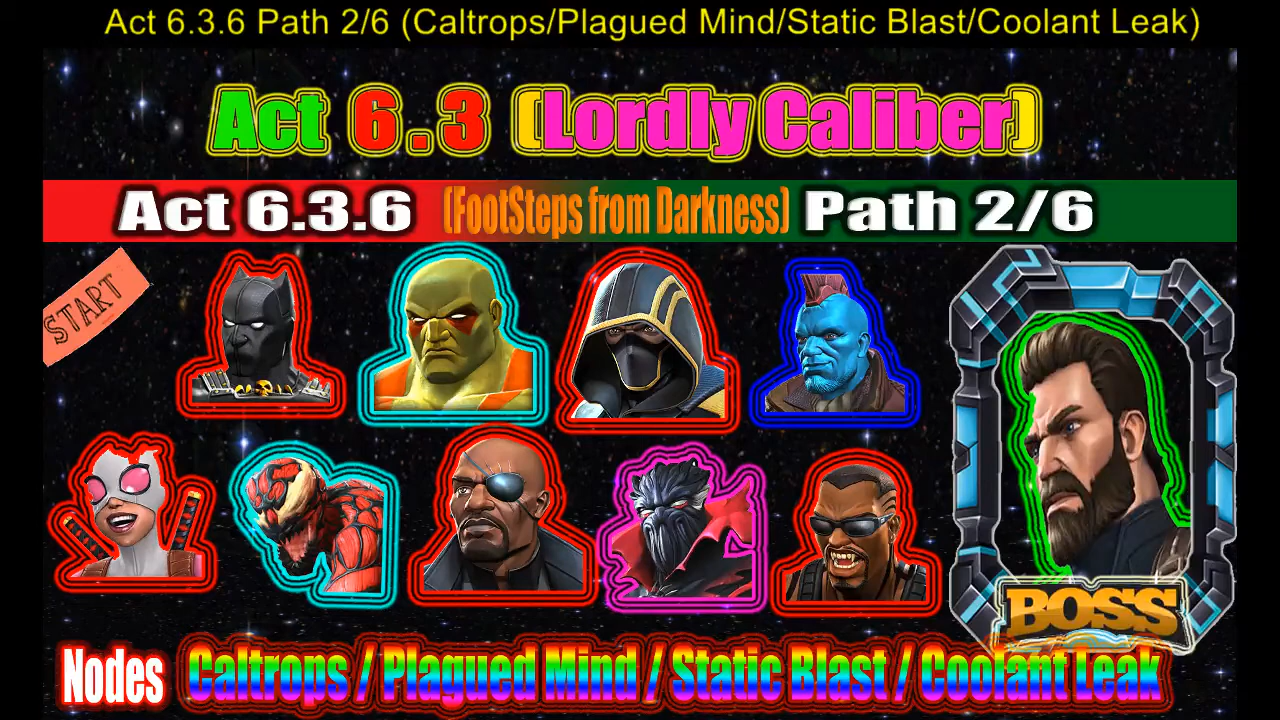 Act 6.3.6 Path 2/6 (Caltrops/Plagued Mind/Static Blast/Coolant Leak)
Act 6.3 (Lordly Caliber)
Act 6.3.6 (FootSteps from Darkness) Path 2/6
START
BOSS
Nodes Caltrops / Plagued Mind / Static Blast / Coolant Leak